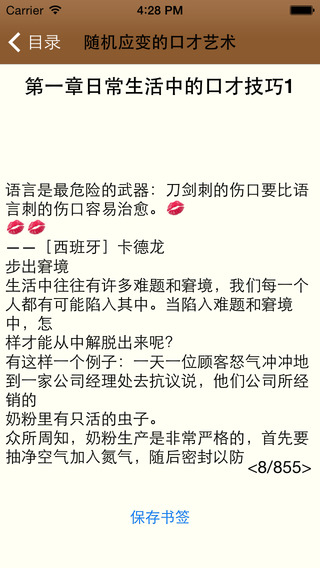 Carrier 4:28 PM
目录 随机应变的口才艺术
第一章日常生活中的口才技巧1
语言是最危险的武器：刀剑刺的伤口要比语
言刺的伤口容易治愈。💋
💋💋
——［西班牙］卡德龙
步出窘境
生活中往往有许多难题和窘境，我们每一个
人都有可能陷入其中。当陷入难题和窘境
中，怎
样才能从中解脱出来呢?
有这样一个例子：一天一位顾客怒气冲冲地
到一家公司经理处去抗议说，他们公司所经
销的
奶粉里有只活的虫子。
众所周知，奶粉生产是非常严格的，首先要
抽净空气加入氮气，随后密封以防
<8/855>
保存书签